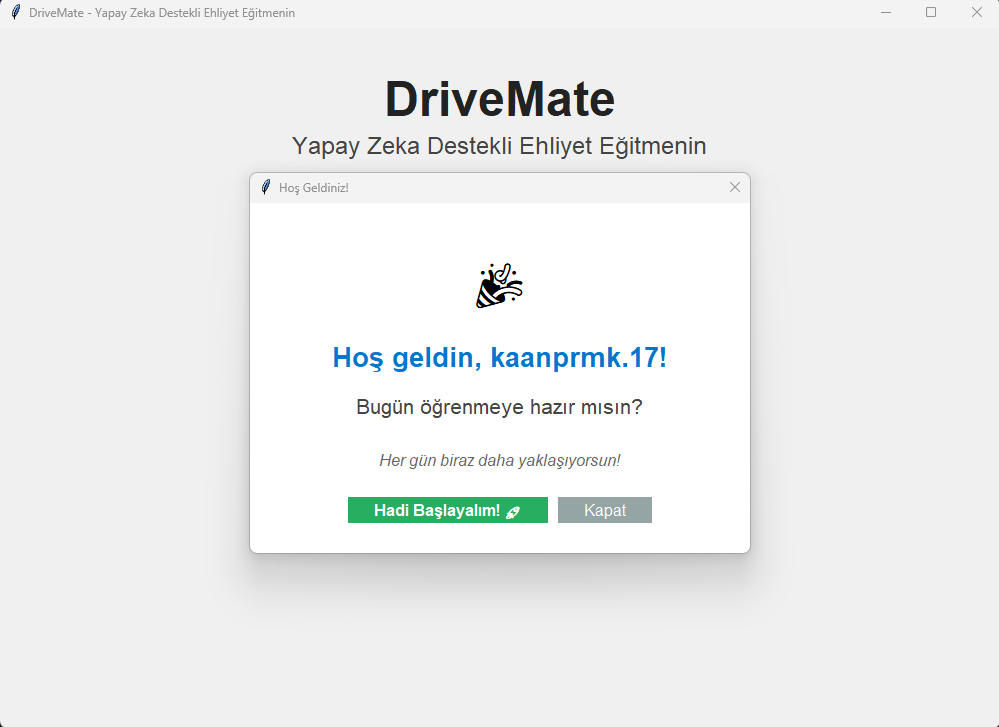 DriveMate - Yapay Zeka Destekli Ehliyet Eğitmenin
DriveMate
Yapay Zeka Destekli Ehliyet Eğitmenin
Hoş Geldiniz!
Hoş geldin, kaanprmk.17!
Bugün öğrenmeye hazır mısın?
Her gün biraz daha yaklaşıyorsun!
Hadi Başlayalım! 🚀
Kapat